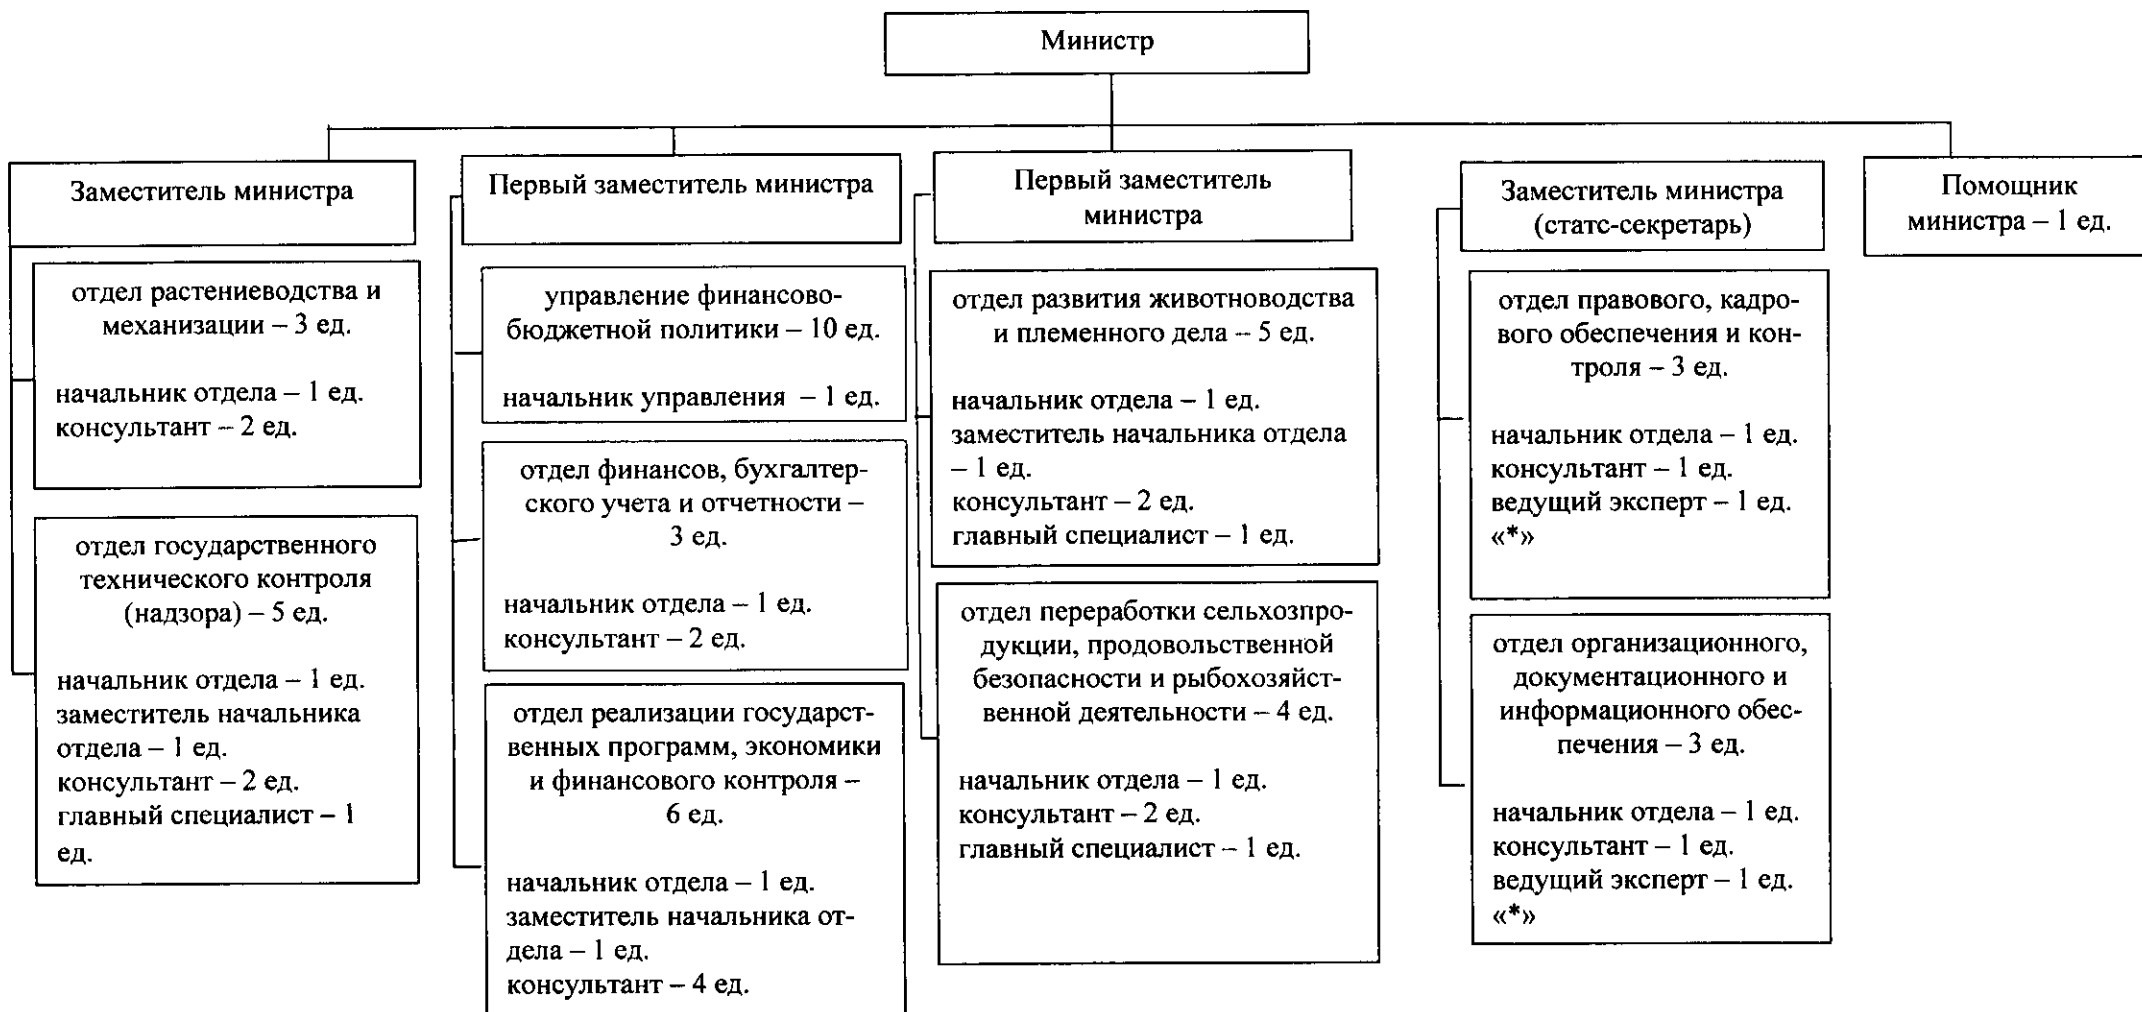 Министр
Заместитель министра
отдел растениеводства и
механизации – 3 ед.
начальник отдела – 1 ед.
консультант – 2 ед.
отдел государственного
технического контроля
(надзора) – 5 ед.
начальник отдела – 1 ед.
заместитель начальника
отдела – 1 ед.
консультант – 2 ед.
главный специалист – 1
ед.
Первый заместитель министра
управление финансово-
бюджетной политики – 10 ед.
начальник управления – 1 ед.
отдел финансов, бухгалтер-
ского учета и отчетности –
3 ед.
начальник отдела – 1 ед.
консультант – 2 ед.
отдел реализации государст-
венных программ, экономики
и финансового контроля –
6 ед.
начальник отдела – 1 ед.
заместитель начальника от-
дела – 1 ед.
консультант – 4 ед.
Первый заместитель
министра
отдел развития животноводства
и племенного дела – 5 ед.
начальник отдела – 1 ед.
заместитель начальника отдела
– 1 ед.
консультант – 2 ед.
главный специалист – 1 ед.
отдел переработки сельхозпро-
дукции, продовольственной
безопасности и рыбохозяйст-
венной деятельности – 4 ед.
начальник отдела – 1 ед.
консультант – 2 ед.
главный специалист – 1 ед.
Заместитель министра
(статс-секретарь)
отдел правового, кадро-
вого обеспечения и кон-
троля – 3 ед.
начальник отдела – 1 ед.
консультант – 1 ед.
ведущий эксперт – 1 ед.
«*»
отдел организационного,
документационного и
информационного обес-
печения – 3 ед.
начальник отдела – 1 ед.
консультант – 1 ед.
ведущий эксперт – 1 ед.
«*»
Помощник
министра – 1 ед.